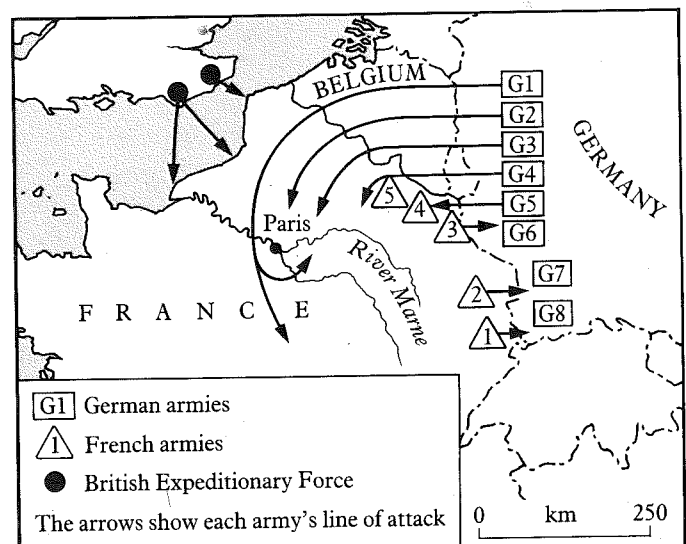 BELGIUM
G1
G2
G3
G4
G5
G6
G7
G8
GERMANY
5
4
3
2
1
Paris
River Marne
FRANCE
G1 German armies
1 French armies
British Expeditionary Force
The arrows show each army's line of attack
0 km 250